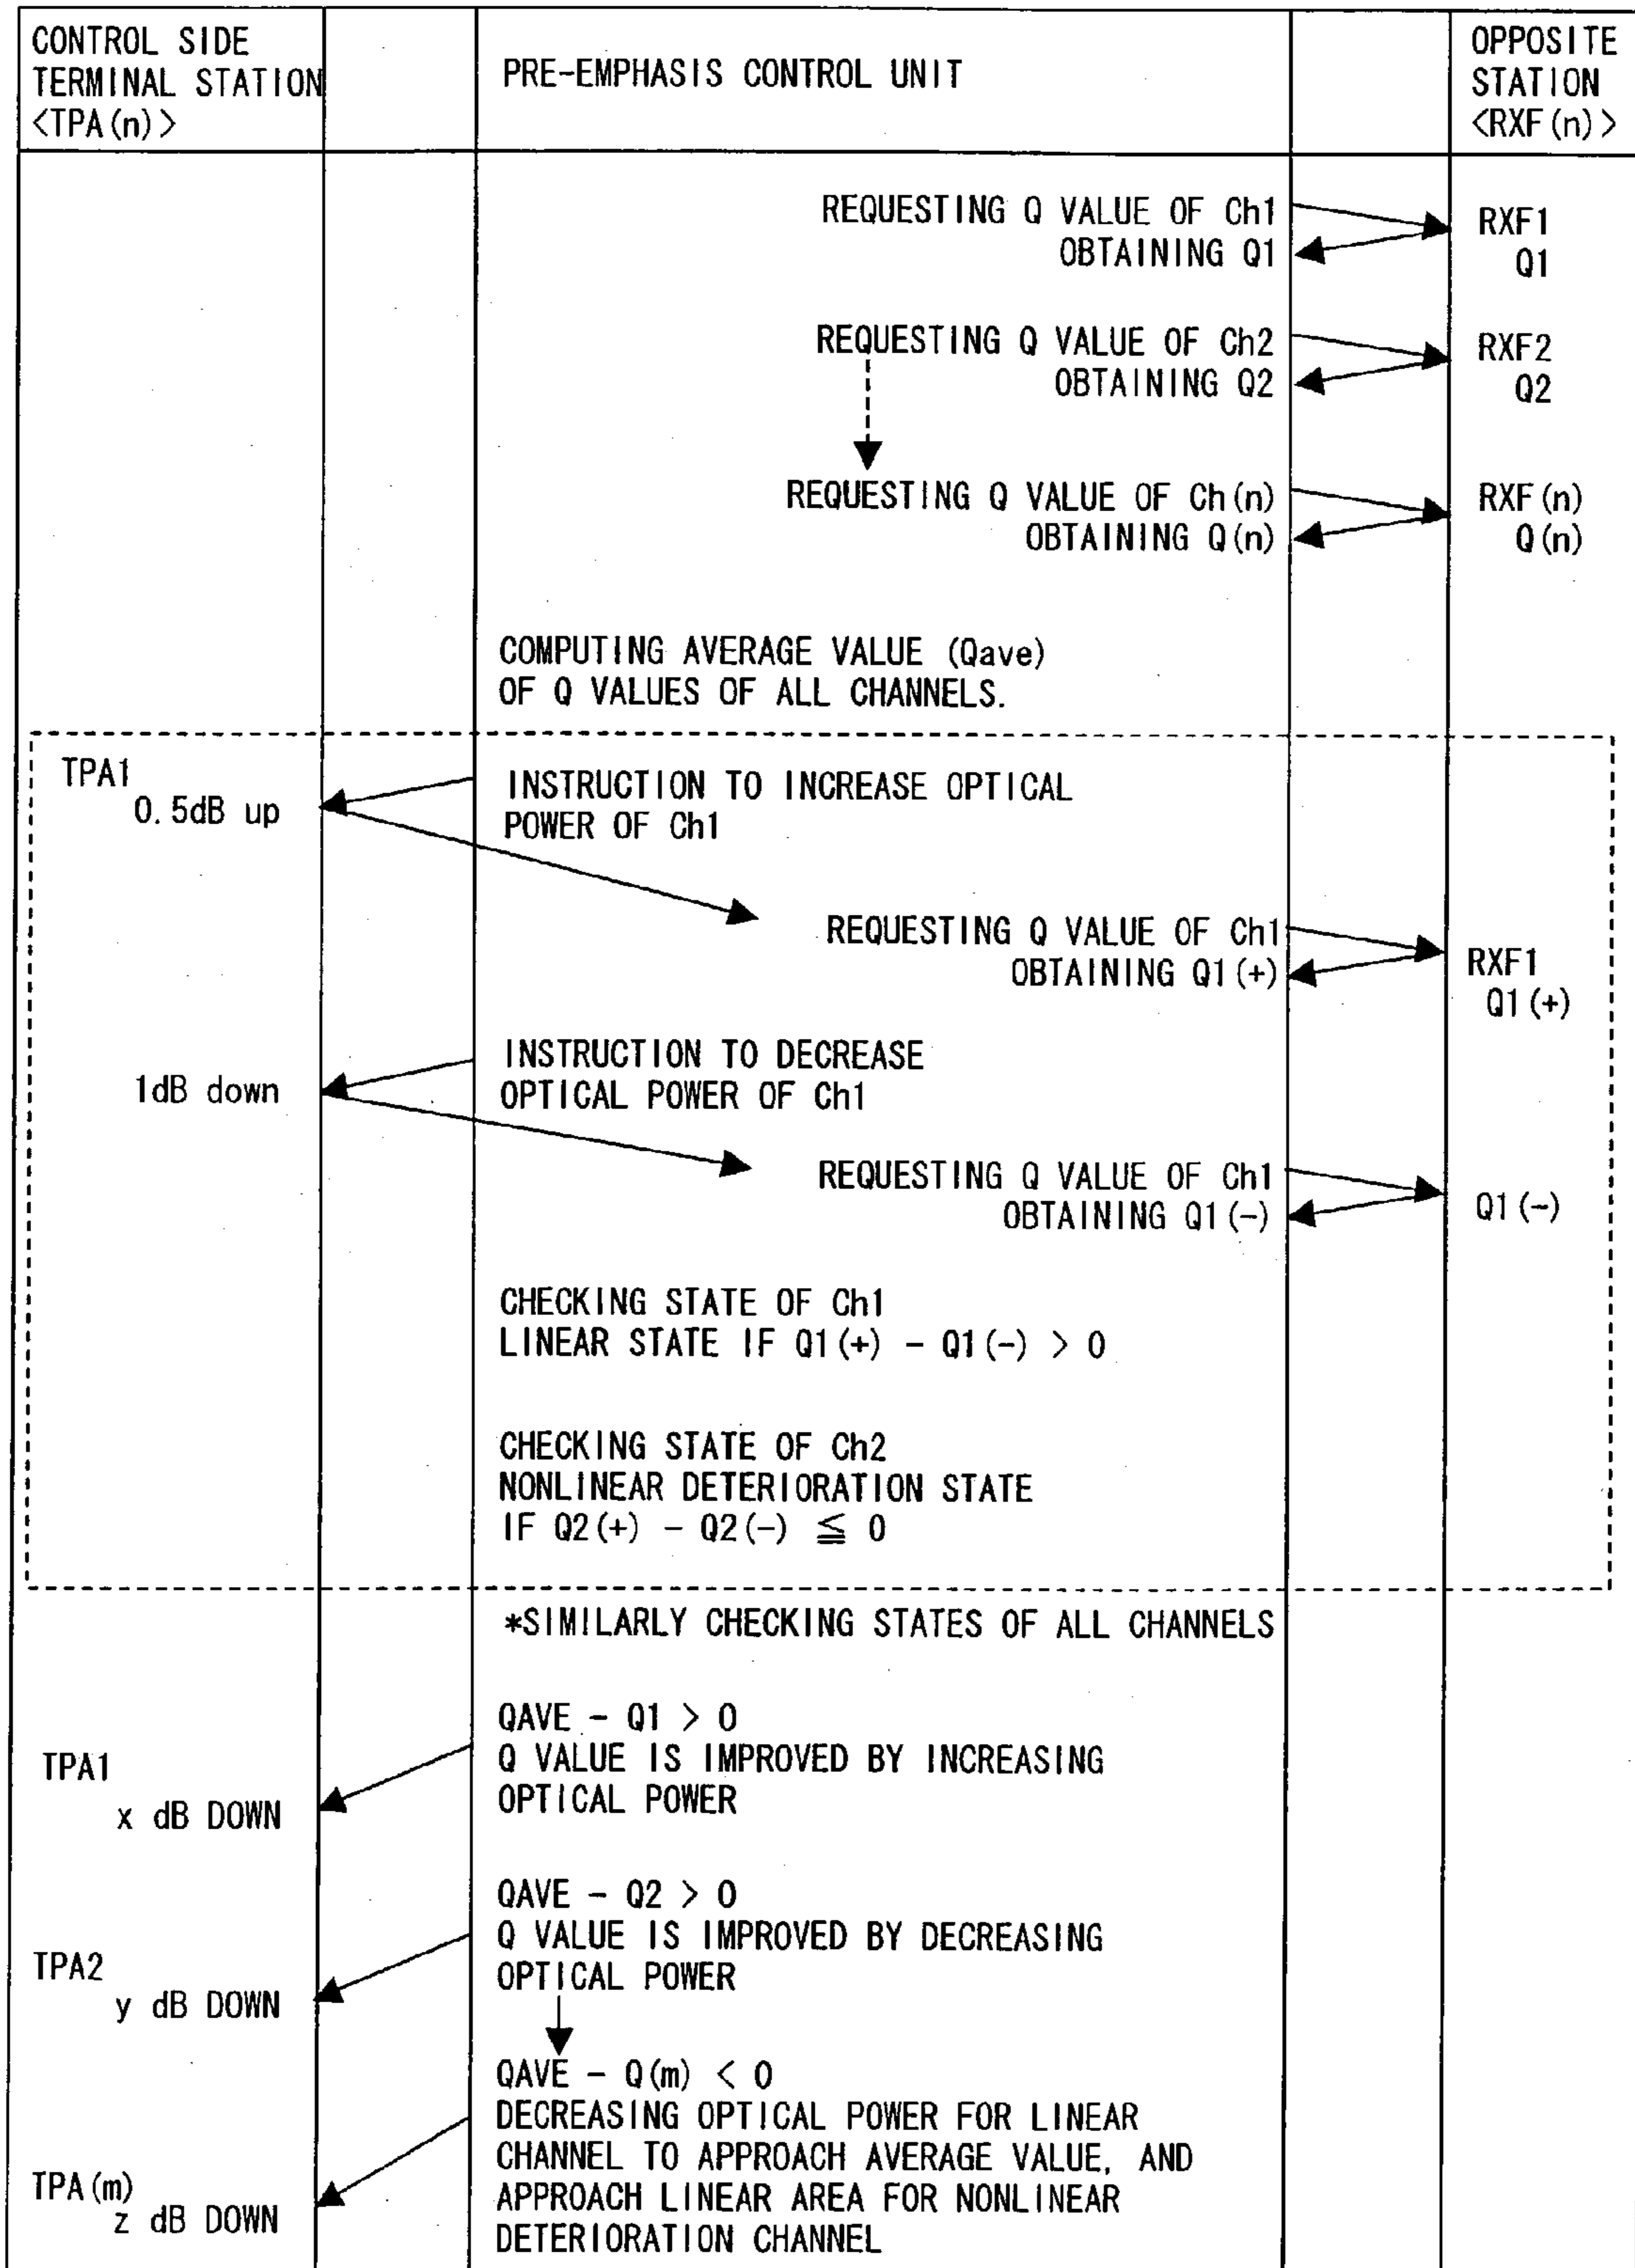 CONTROL SIDE
TERMINAL STATION
<TPA(n)>
PRE-EMPHASIS CONTROL UNIT
OPPOSITE
STATION
<RXF(n)>
REQUESTING Q VALUE OF Ch1
OBTAINING Q1
RXF1
Q1
REQUESTING Q VALUE OF Ch2
OBTAINING Q2
RXF2
Q2
REQUESTING Q VALUE OF Ch(n)
OBTAINING Q(n)
RXF(n)
Q(n)
COMPUTING AVERAGE VALUE (Qave)
OF Q VALUES OF ALL CHANNELS.
TPA1
0.5dB up
INSTRUCTION TO INCREASE OPTICAL
POWER OF Ch1
REQUESTING Q VALUE OF Ch1
OBTAINING Q1(+)
RXF1
Q1(+)
1dB down
INSTRUCTION TO DECREASE
OPTICAL POWER OF Ch1
REQUESTING Q VALUE OF Ch1
OBTAINING Q1(-)
Q1(-)
CHECKING STATE OF Ch1
LINEAR STATE IF Q1(+) - Q1(-) > 0
CHECKING STATE OF Ch2
NONLINEAR DETERIORATION STATE
IF Q2(+) - Q2(-) ≦ 0
*SIMILARLY CHECKING STATES OF ALL CHANNELS
TPA1
x dB DOWN
QAVE - Q1 > 0
Q VALUE IS IMPROVED BY INCREASING
OPTICAL POWER
TPA2
y dB DOWN
QAVE - Q2 > 0
Q VALUE IS IMPROVED BY DECREASING
OPTICAL POWER
TPA(m)
z dB DOWN
QAVE - Q(m) < 0
DECREASING OPTICAL POWER FOR LINEAR
CHANNEL TO APPROACH AVERAGE VALUE, AND
APPROACH LINEAR AREA FOR NONLINEAR
DETERIORATION CHANNEL